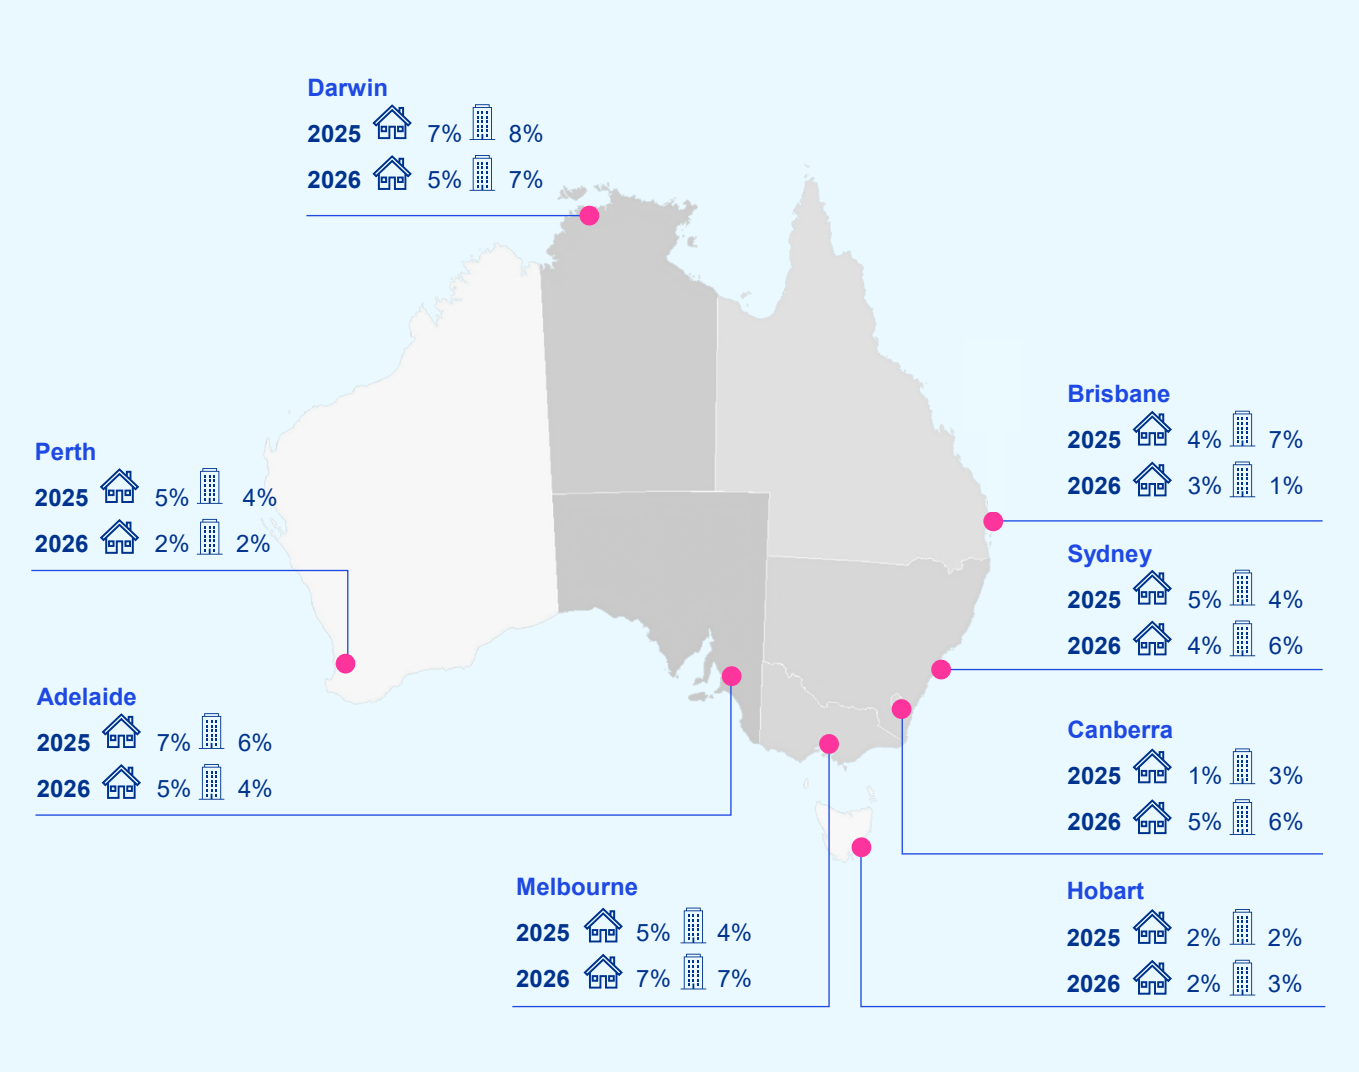 Darwin
2025 7% 8%
2026 5% 7%
Brisbane
2025 4% 7%
2026 3% 1%
Perth
2025 5% 4%
2026 2% 2%
Sydney
2025 5% 4%
2026 4% 6%
Adelaide
2025 7% 6%
2026 5% 4%
Canberra
2025 1% 3%
2026 5% 6%
Melbourne
2025 5% 4%
2026 7% 7%
Hobart
2025 2% 2%
2026 2% 3%